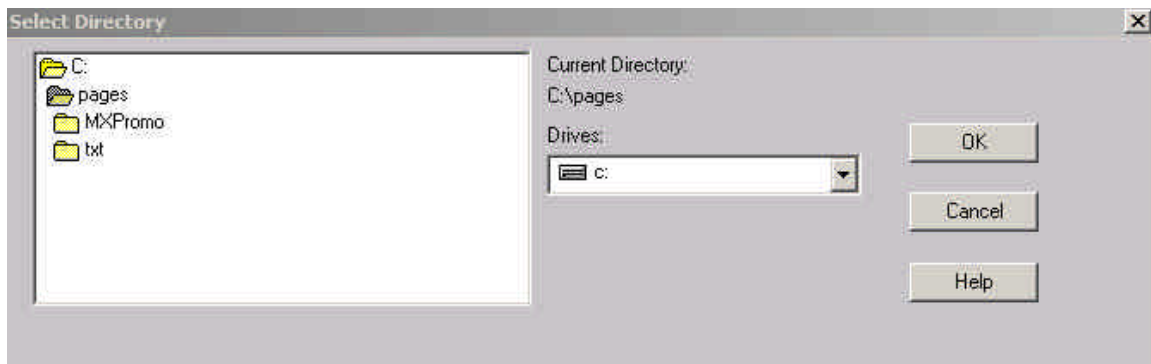 Select Directory
C:
pages
MXPromo
txt
Current Directory:
C:\pages
Drives:
c:
OK
Cancel
Help